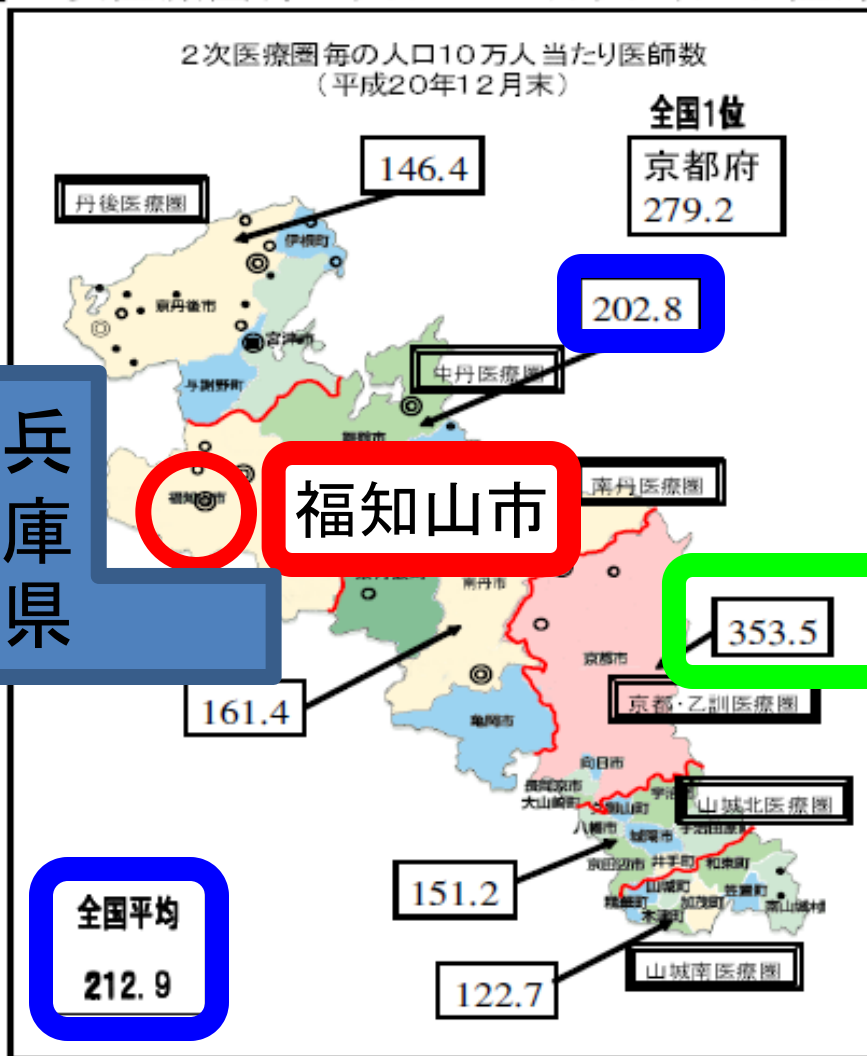 2次医療圏毎の人口10万人当たり医師数
(平成20年12月末)
全国1位
京都府
279.2
146.4
丹後医療圏
伊根町
202.8
京丹後市
宮津市
中丹医療圏
与謝野町
兵庫県
福知山市
南丹医療圏
南丹市
353.5
京都市
161.4
京都・乙訓医療圏
亀岡市
向日市
長岡京市
大山崎町
山城北医療圏
八幡市
城陽市
宇治田原町
京田辺市
井手町
和束町
151.2
山城町
笠置町
精華町
加茂町
南山城村
木津町
全国平均
212.9
山城南医療圏
122.7